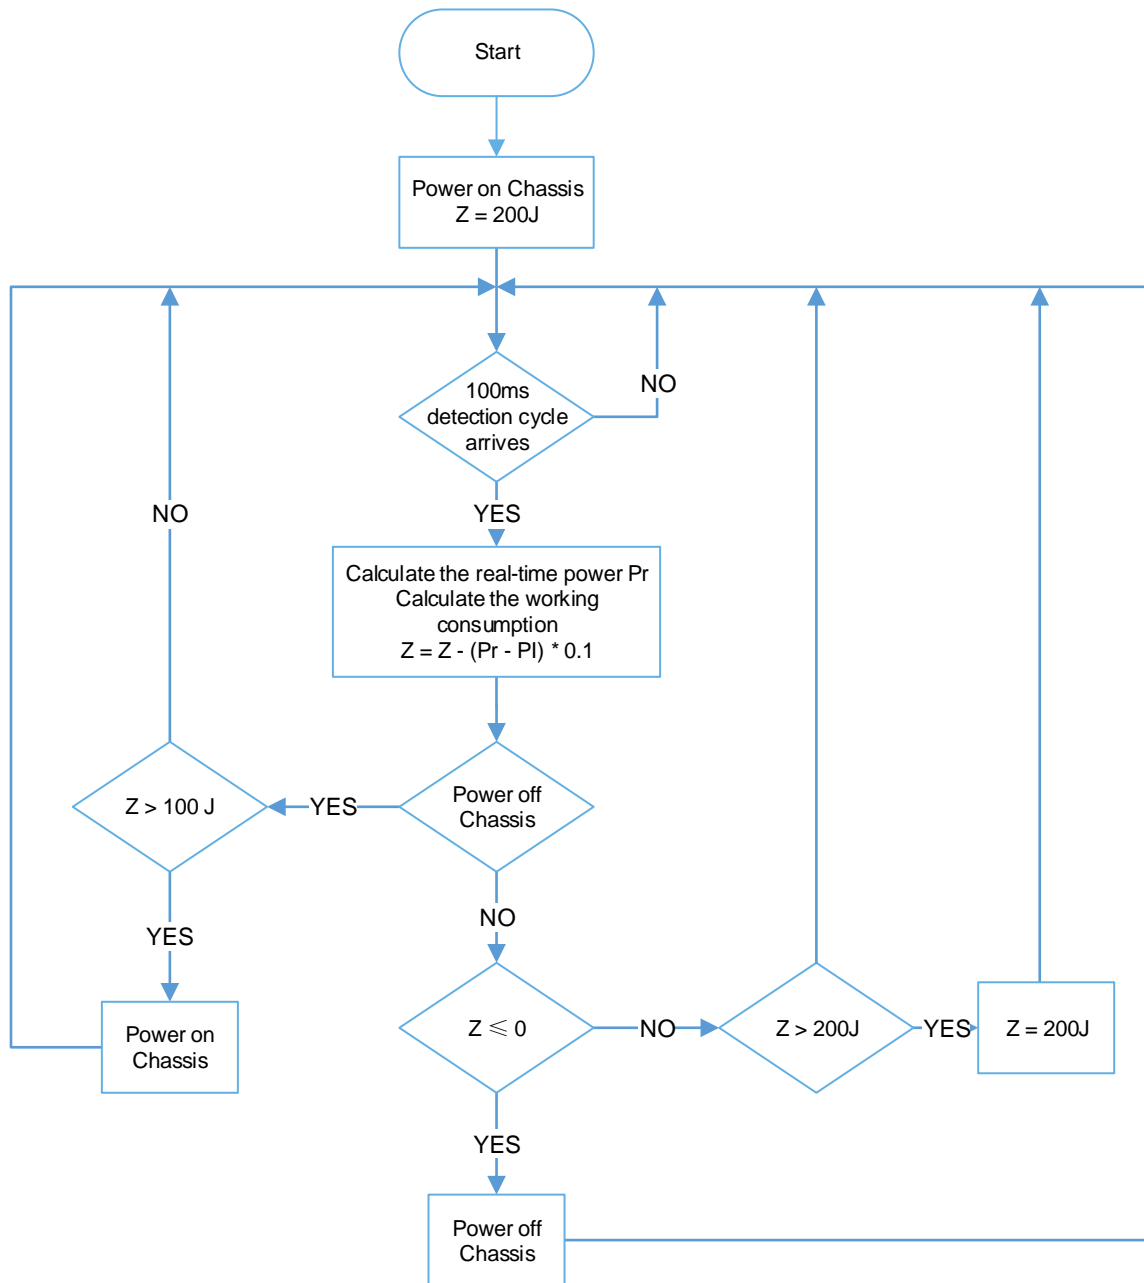 Start
Power on Chassis
Z = 200J
100ms
detection cycle
arrives
NO
YES
NO
Calculate the real-time power Pr
Calculate the working
consumption
Z = Z - (Pr - PI) * 0.1
Z > 100 J
YES
Power off
Chassis
NO
YES
Power on
Chassis
Z ≤ 0
NO
Z > 200J
YES
Z = 200J
YES
Power off
Chassis